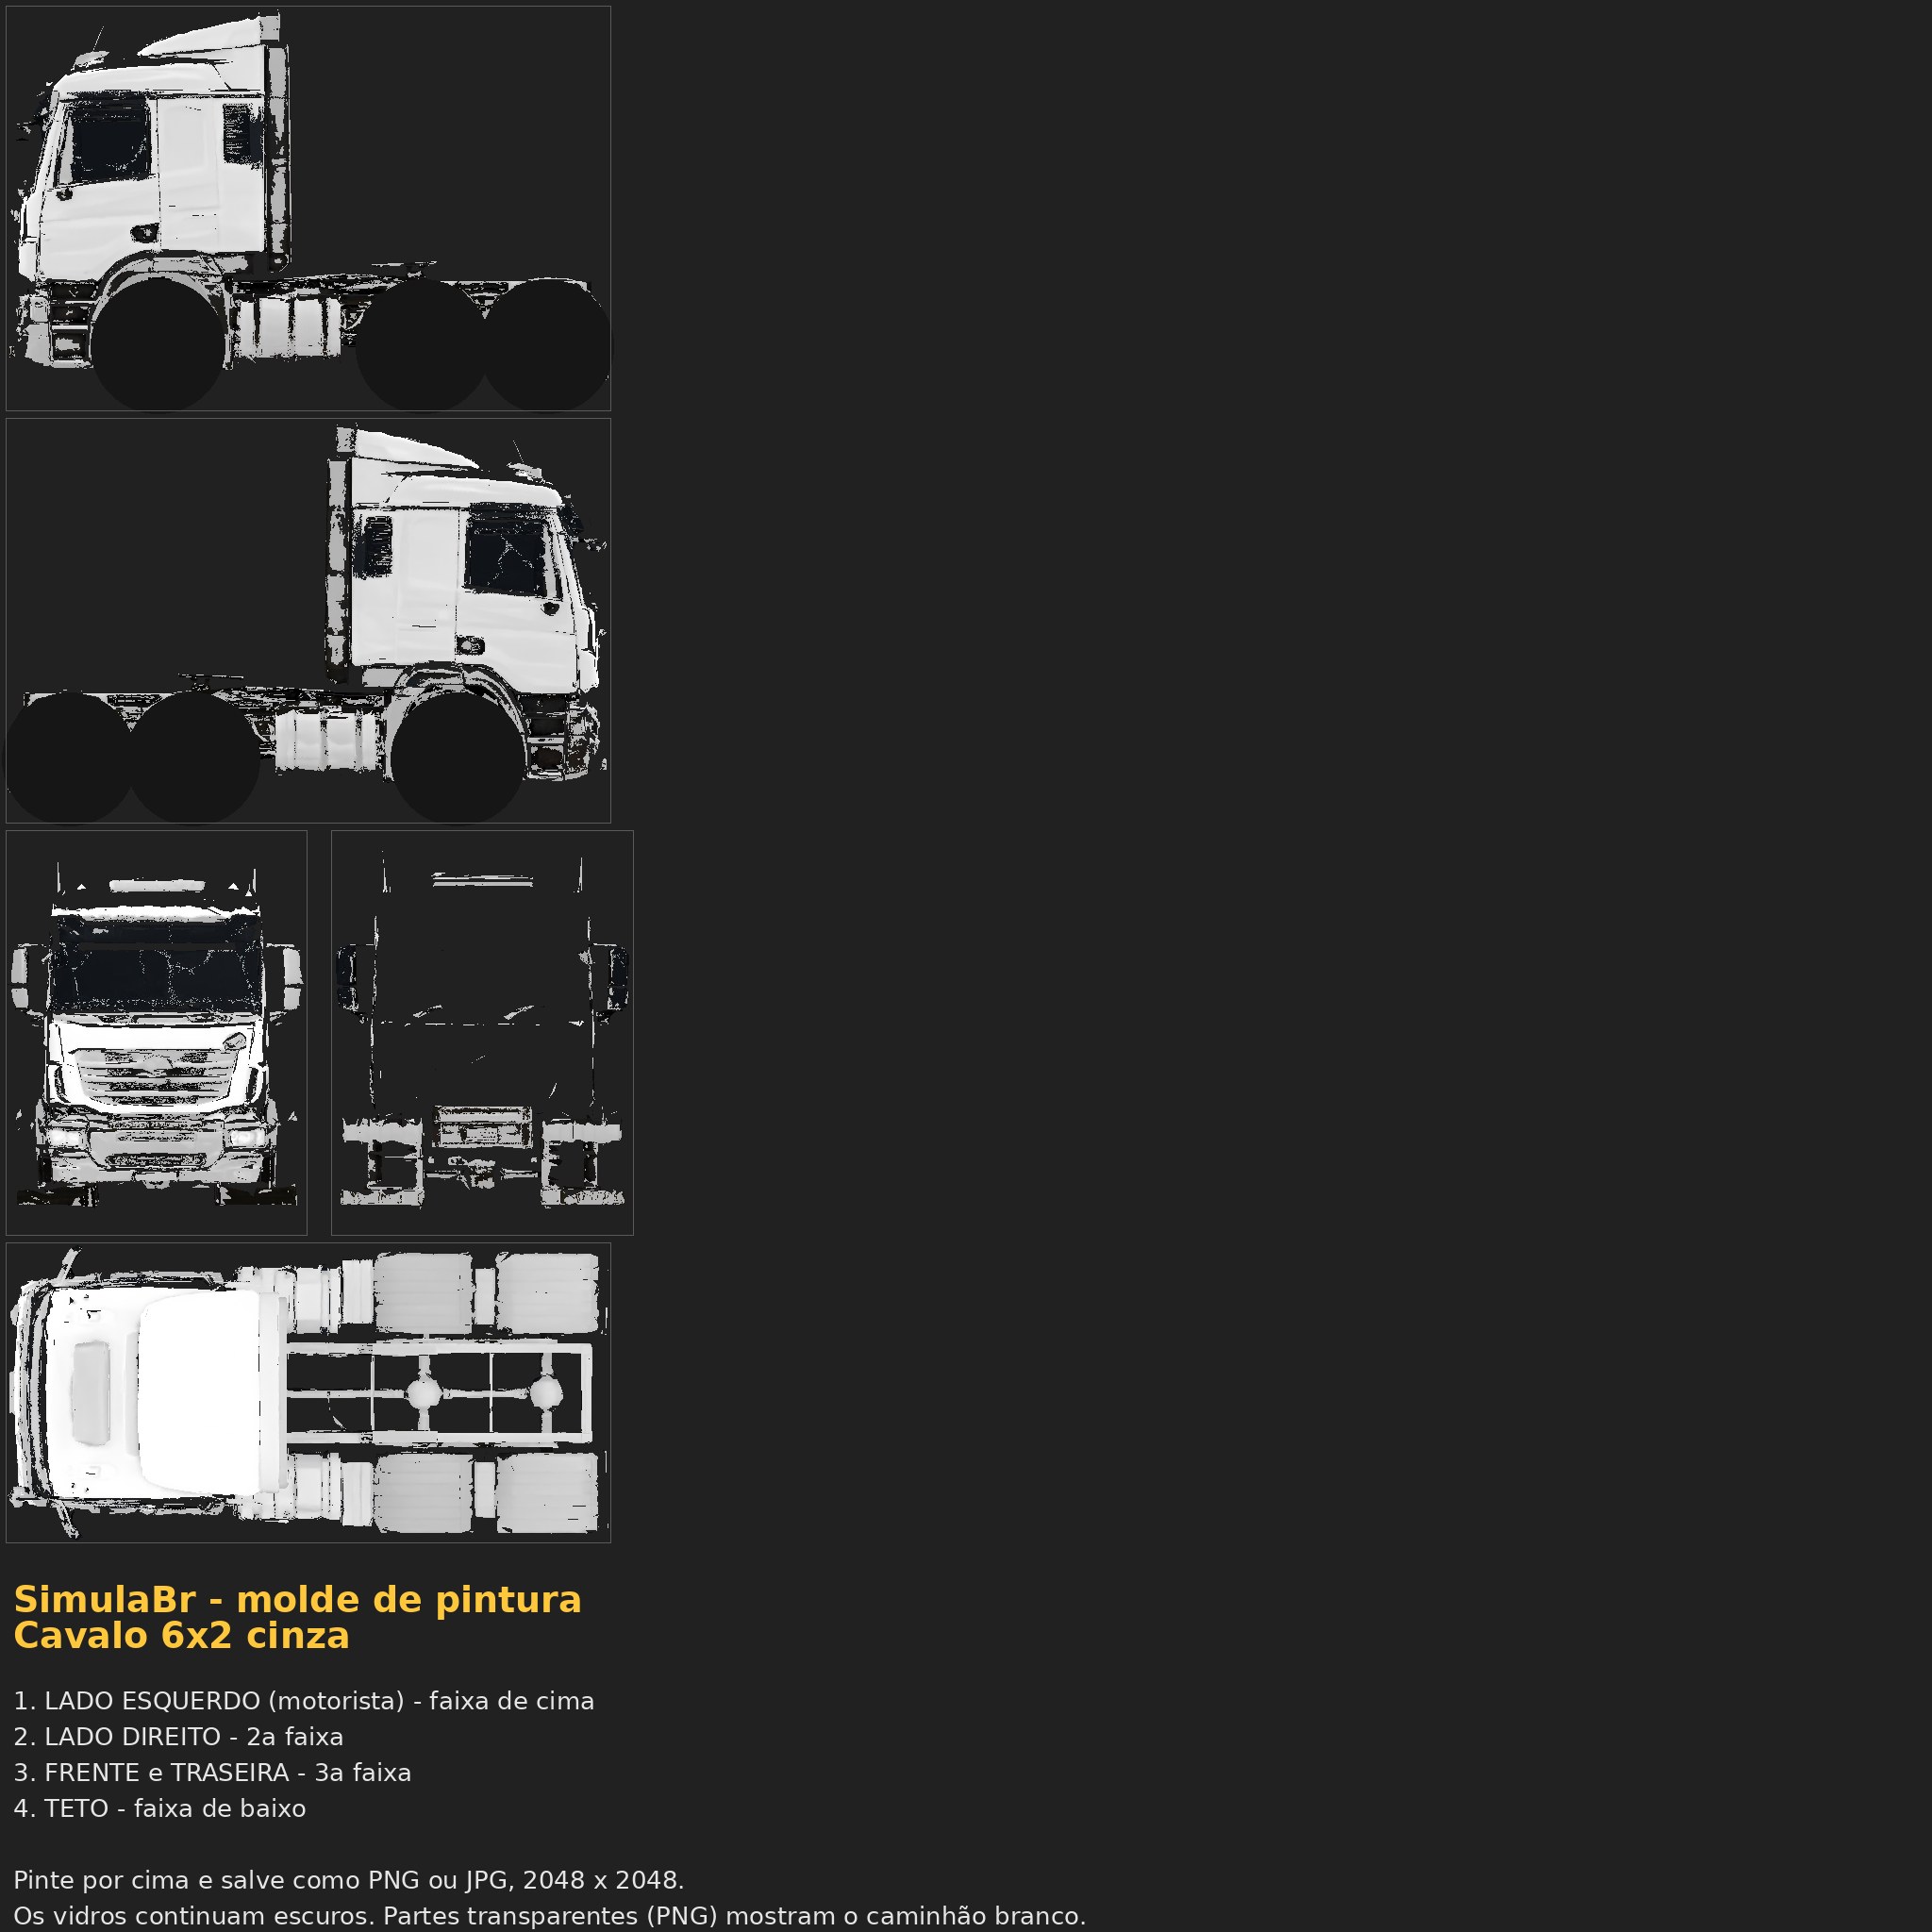 SimulaBr - molde de pintura
Cavalo 6x2 cinza
1. LADO ESQUERDO (motorista) - faixa de cima
2. LADO DIREITO - 2a faixa
3. FRENTE e TRASEIRA - 3a faixa
4. TETO - faixa de baixo
Pinte por cima e salve como PNG ou JPG, 2048 x 2048.
Os vidros continuam escuros. Partes transparentes (PNG) mostram o caminhão branco.